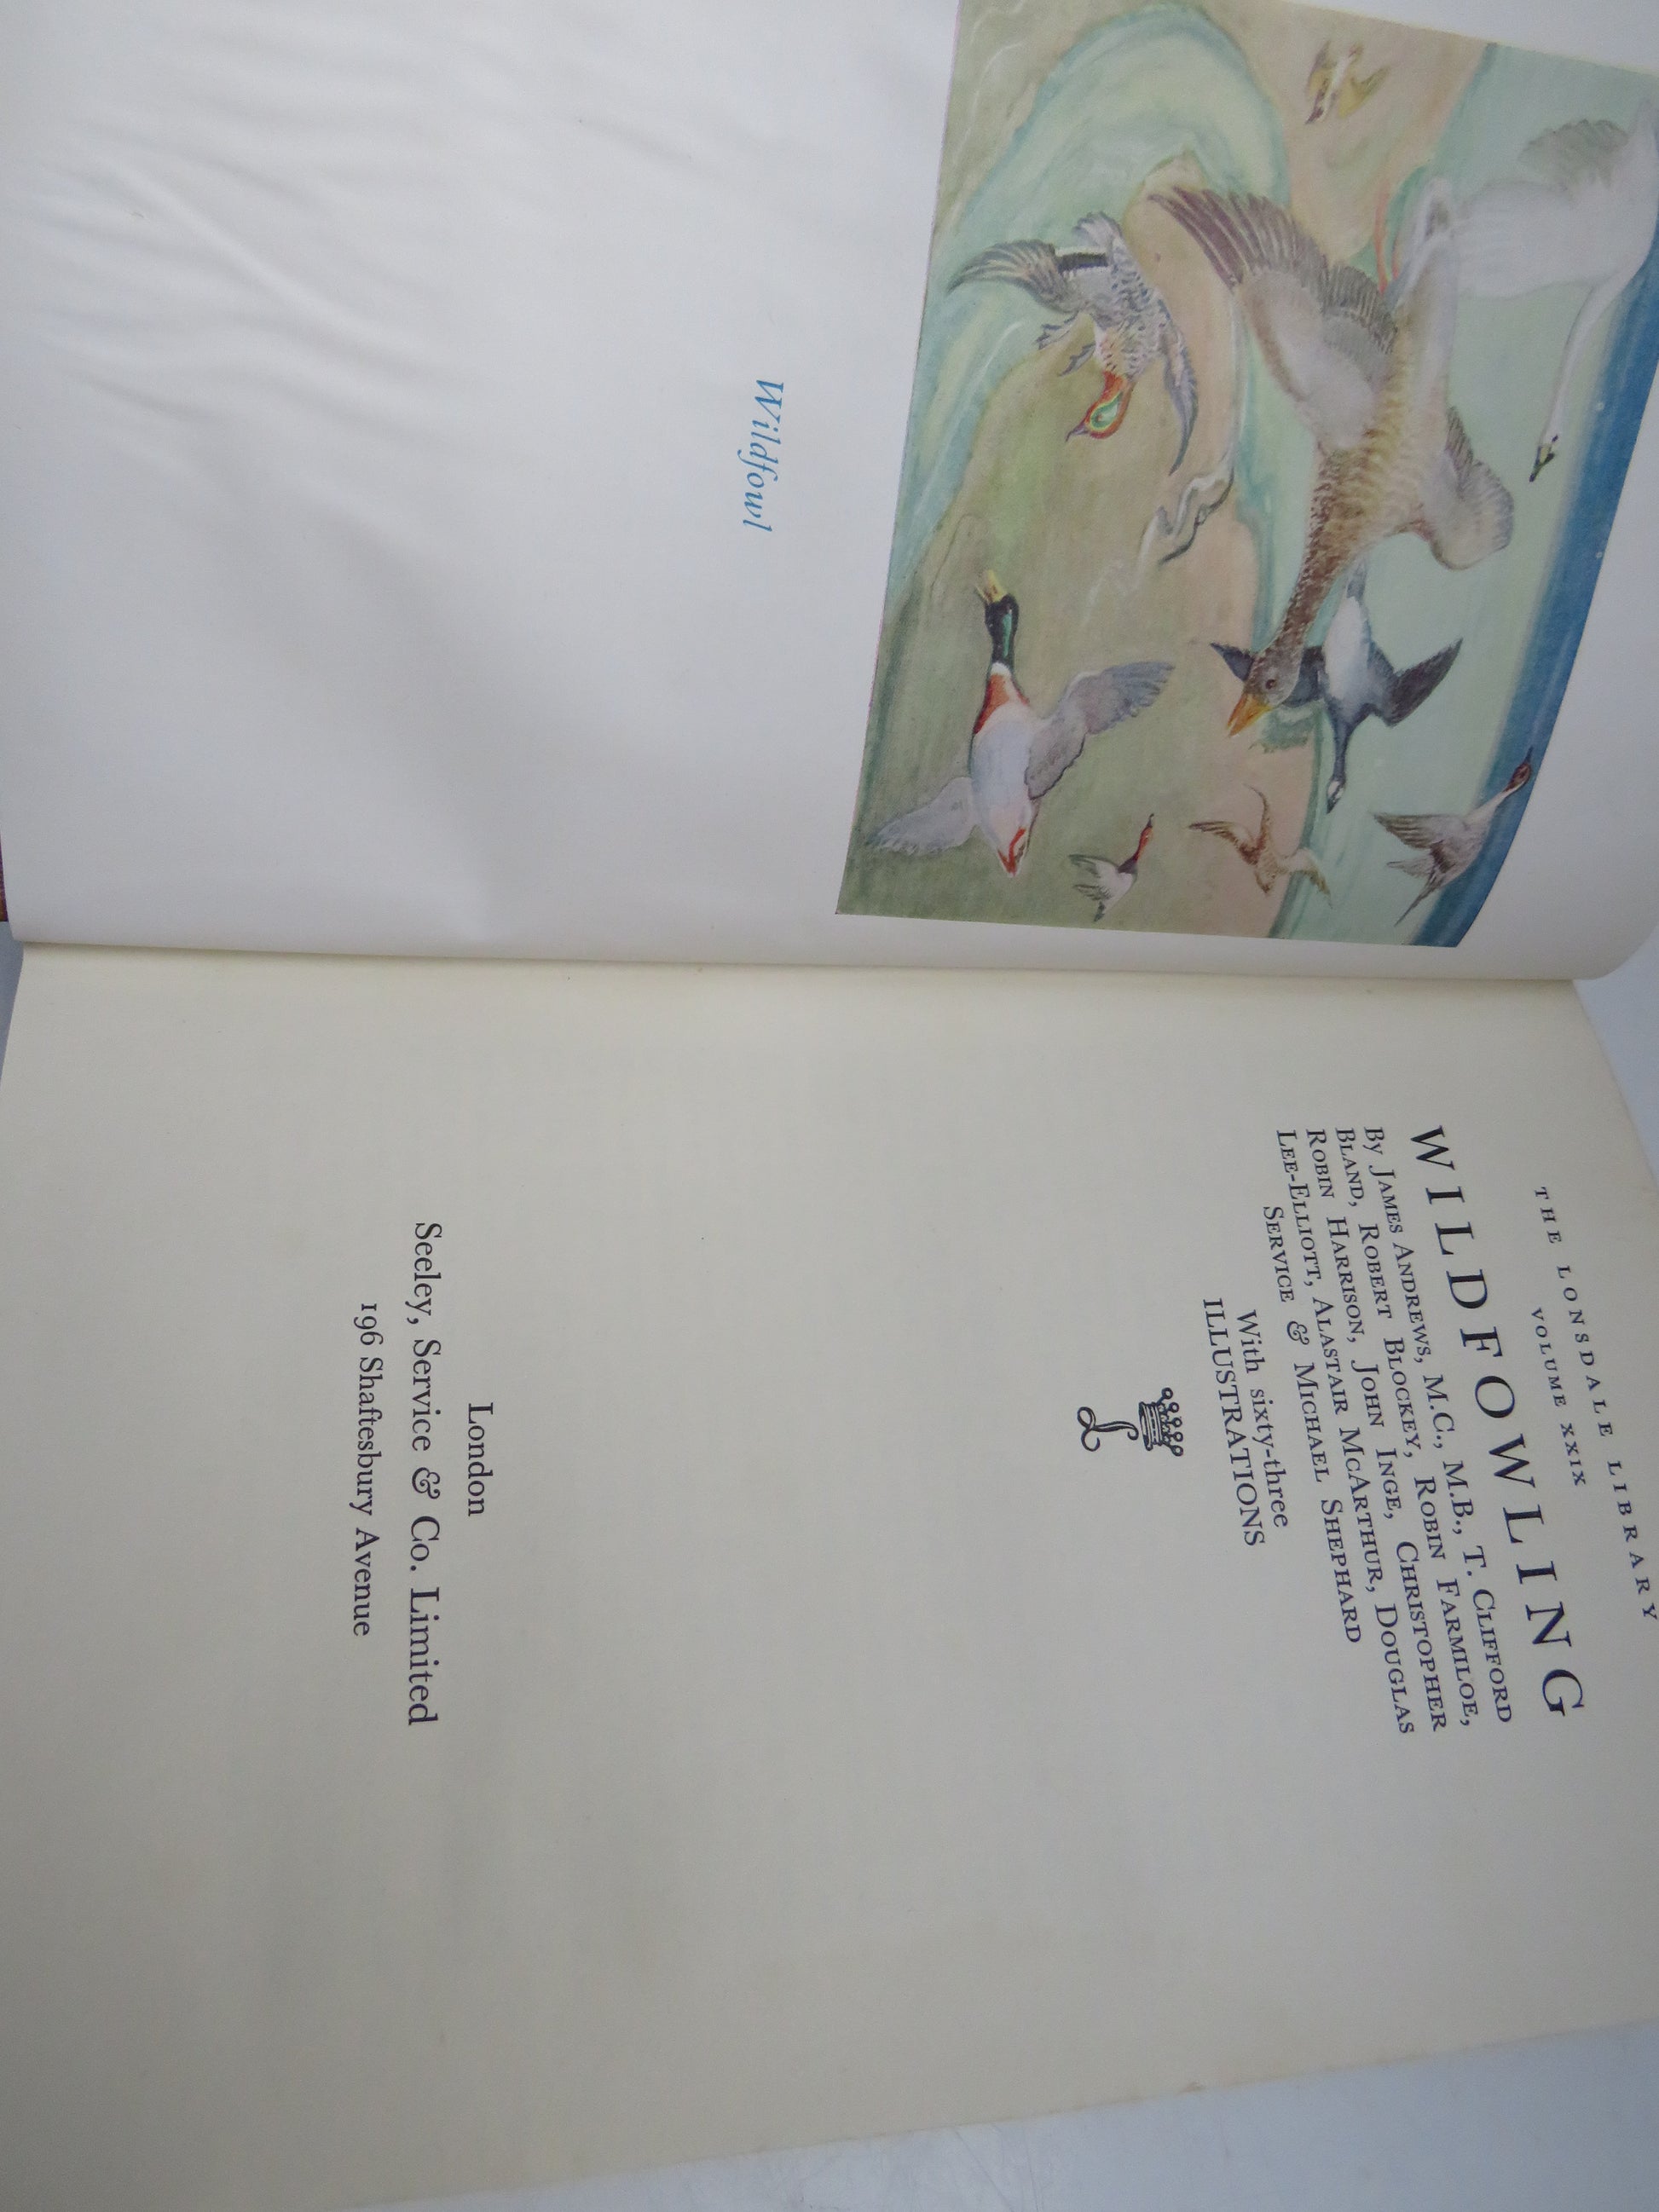 Wildfowl
THE LONSDALE LIBRARY
VOLUME XXIX
WILDFOWLING
By JAMES ANDREWS, M.C., M.B., T. CLIFFORD
BLAND, ROBERT BLOCKEY, ROBIN FARMILOE,
ROBIN HARRISON, JOHN INGE, CHRISTOPHER
LEE-ELLIOTT, ALASTAIR MCARTHUR, DOUGLAS
SERVICE & MICHAEL SHEPHARD
With sixty-three
ILLUSTRATIONS
L
London
Seeley, Service & Co. Limited
196 Shaftesbury Avenue